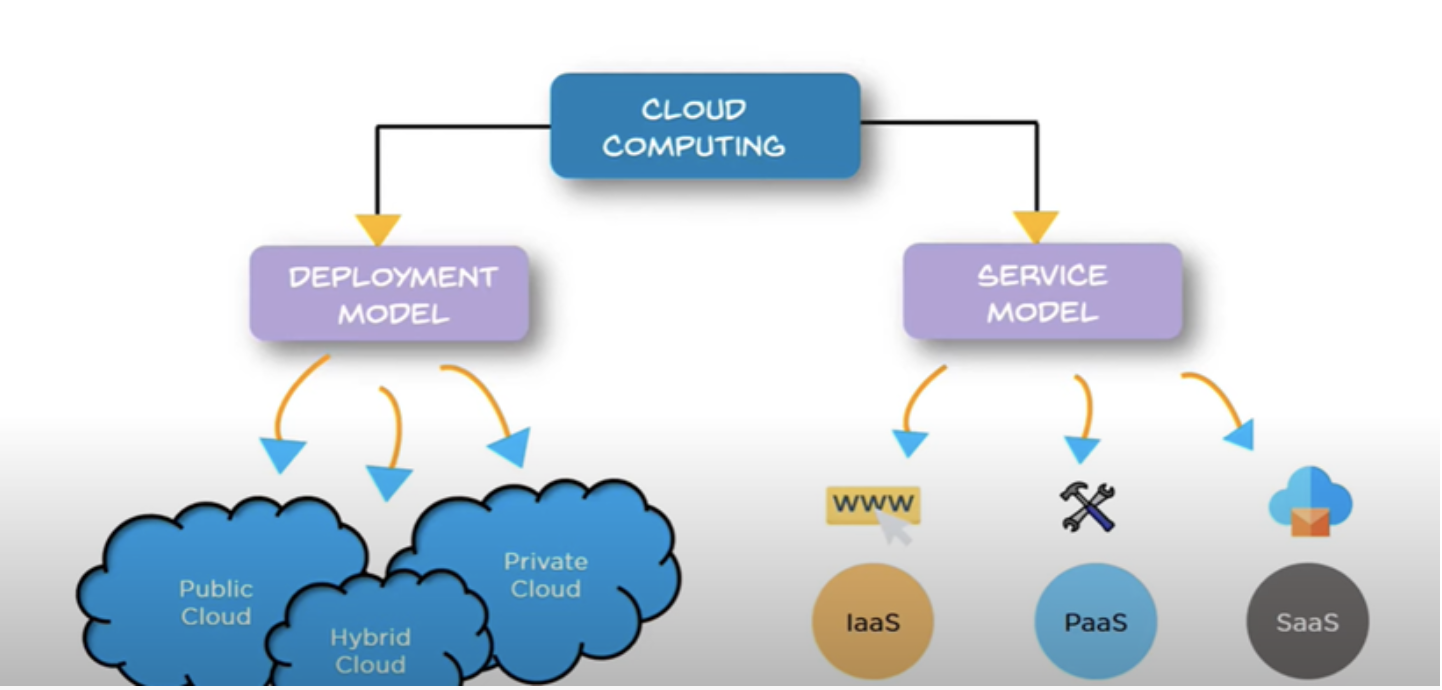 CLOUD
COMPUTING
DEPLOYMENT
MODEL
SERVICE
MODEL
Public
Cloud
Hybrid
Cloud
Private
Cloud
WWW
IaaS
PaaS
SaaS